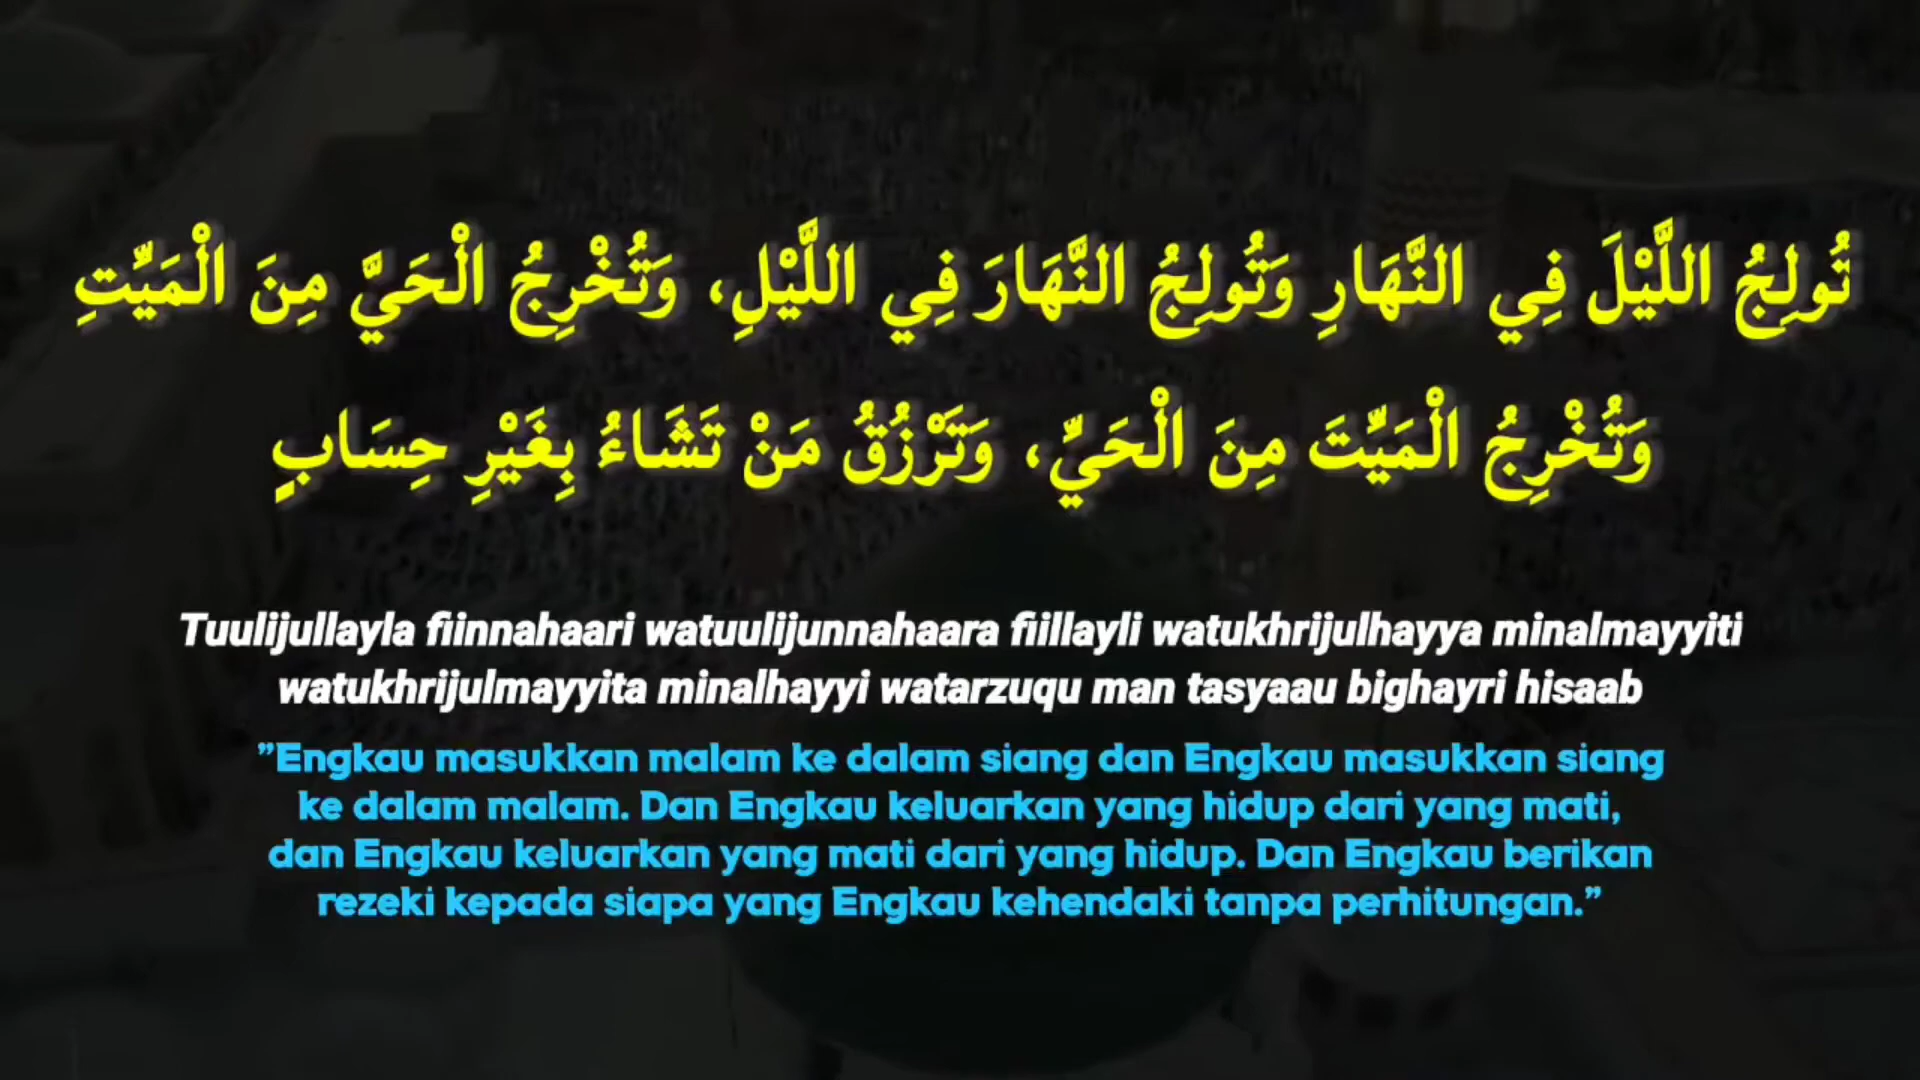 تُولِجُ اللَّيْلَ فِي النَّهَارِ وَتُولِجُ النَّهَارَ فِي اللَّيْلِ، وَتُخْرِجُ الْحَيَّ مِنَ الْمَيِّتِ
وَتُخْرِجُ الْمَيِّتَ مِنَ الْحَيِّ، وَتَرْزُقُ مَنْ تَشَاءُ بِغَيْرِ حِسَابٍ
Tuulijullayla fiinnahaari watuulijunnahaara fiillayli watukhrijulhayya minalmayyiti
watukhrijulmayyita minalhayyi watarzuqu man tasyaau bighayri hisaab
”Engkau masukkan malam ke dalam siang dan Engkau masukkan siang
ke dalam malam. Dan Engkau keluarkan yang hidup dari yang mati,
dan Engkau keluarkan yang mati dari yang hidup. Dan Engkau berikan
rezeki kepada siapa yang Engkau kehendaki tanpa perhitungan.”